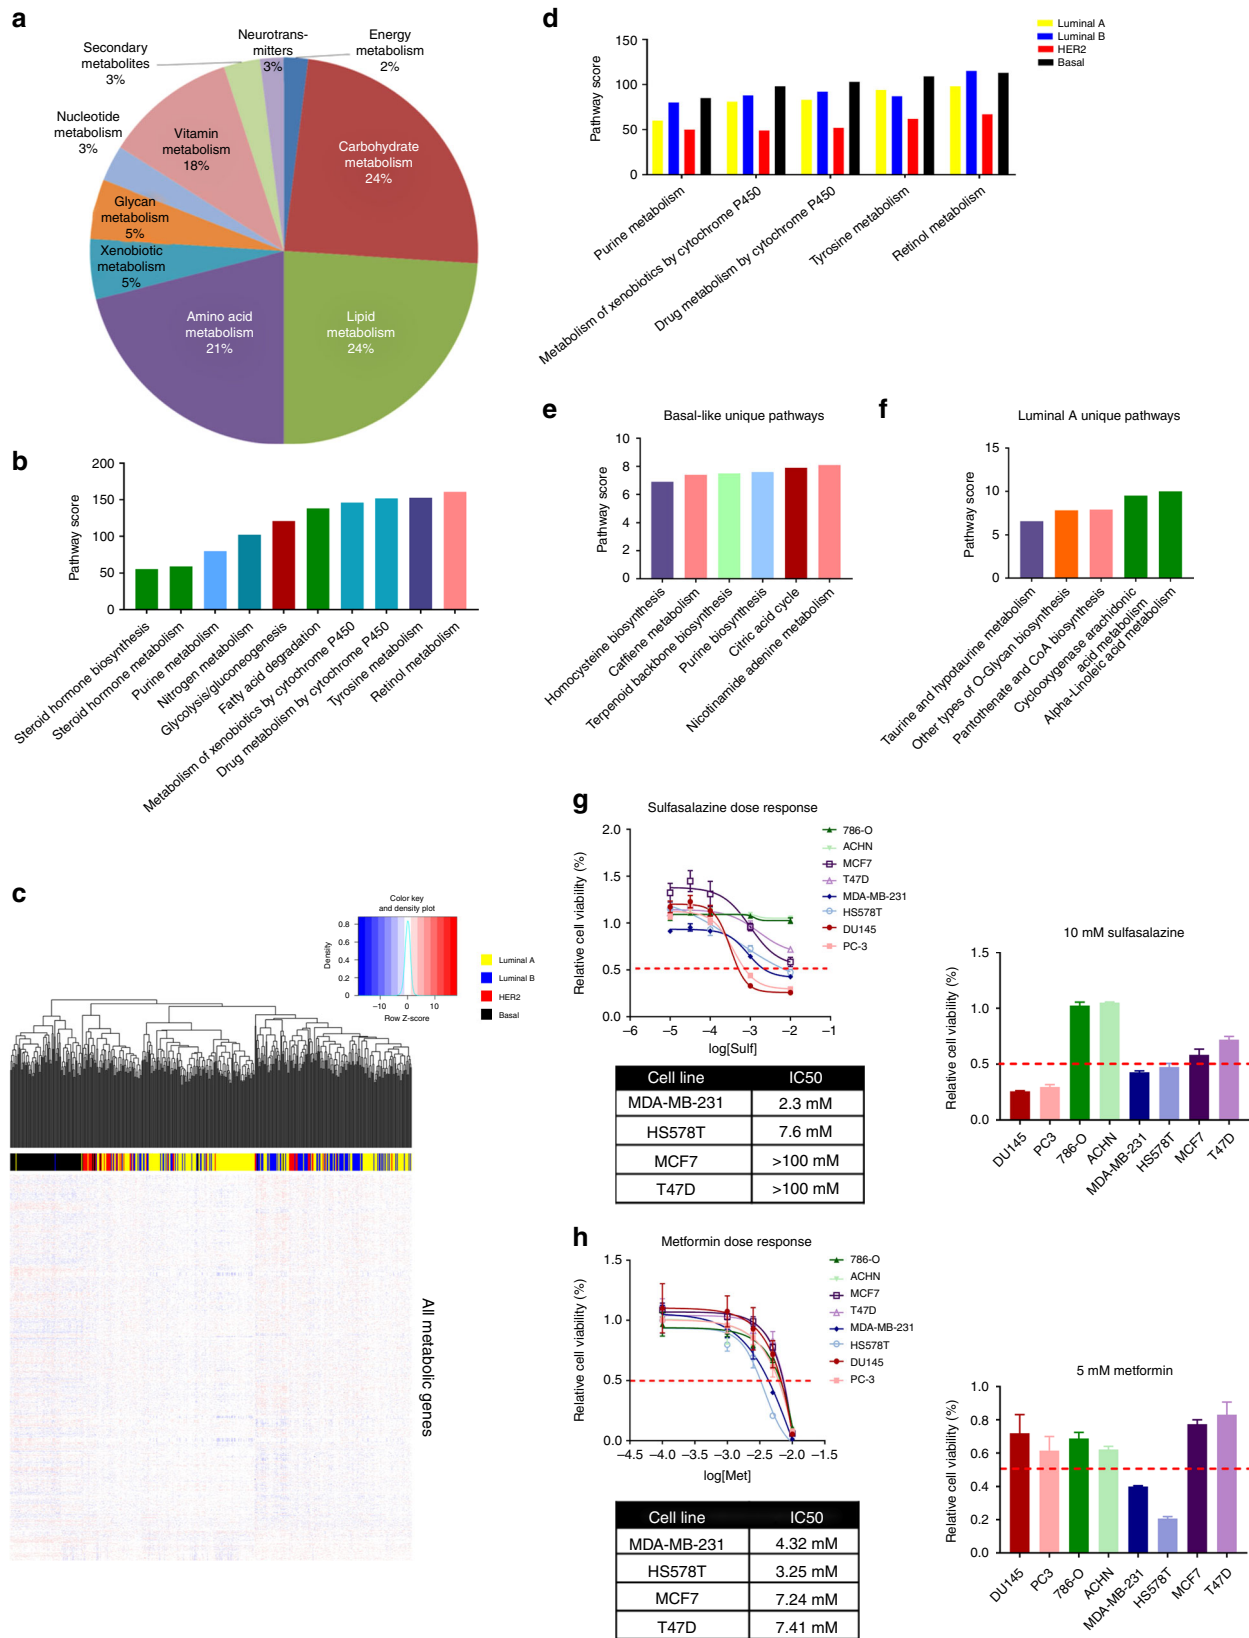 a
Neurotrans-
mitters
3%
Energy
metabolism
2%
Secondary
metabolites
3%
Nucleotide
metabolism
3%
Vitamin
metabolism
18%
Carbohydrate
metabolism
24%
Glycan
metabolism
5%
Xenobiotic
metabolism
5%
Amino acid
metabolism
21%
Lipid
metabolism
24%
b
Pathway score
200
150
100
50
0
Steroid hormone biosynthesis
Steroid hormone metabolism
Purine metabolism
Nitrogen metabolism
Glycolysis/gluconeogenesis
Fatty acid degradation
Metabolism of xenobiotics by cytochrome P450
Drug metabolism by cytochrome P450
Tyrosine metabolism
Retinol metabolism
c
Color key
and density plot
Density
0.8
0.6
0.4
0.2
0
−10
0
10
Row Z-score
Luminal A
Luminal B
HER2
Basal
All metabolic genes
d
Luminal A
Luminal B
HER2
Basal
Pathway score
150
100
50
0
Purine metabolism
Metabolism of xenobiotics by cytochrome P450
Drug metabolism by cytochrome P450
Tyrosine metabolism
Retinol metabolism
e
Basal-like unique pathways
Pathway score
10
8
6
4
2
0
Homocysteine biosynthesis
Caffiene metabolism
Terpenoid backbone biosynthesis
Purine biosynthesis
Citric acid cycle
Nicotinamide adenine metabolism
f
Luminal A unique pathways
Pathway score
15
10
5
0
Taurine and hypotaurine metabolism
Other types of O-Glycan biosynthesis
Pantothenate and CoA biosynthesis
Cyclooxygenase arachidonic
acid metabolism
Alpha-Linoleic acid metabolism
g
Sulfasalazine dose response
Relative cell viability (%)
2.0
1.5
1.0
0.5
0.0
−6
−5
−4
−3
−2
−1
log[Sulf]
786-O
ACHN
MCF7
T47D
MDA-MB-231
HS578T
DU145
PC-3
Cell line IC50
MDA-MB-231 2.3 mM
HS578T 7.6 mM
MCF7 >100 mM
T47D >100 mM
10 mM sulfasalazine
Relative cell viability (%)
1.5
1.0
0.5
0.0
DU145
PC3
786-O
ACHN
MDA-MB-231
HS578T
MCF7
T47D
h
Metformin dose response
Relative cell viability (%)
1.5
1.0
0.5
0.0
−4.5
−4.0
−3.5
−3.0
−2.5
−2.0
−1.5
log[Met]
786-O
ACHN
MCF7
T47D
MDA-MB-231
HS578T
DU145
PC-3
Cell line IC50
MDA-MB-231 4.32 mM
HS578T 3.25 mM
MCF7 7.24 mM
T47D 7.41 mM
5 mM metformin
Relative cell viability (%)
1.0
0.8
0.6
0.4
0.2
0.0
DU145
PC3
786-O
ACHN
MDA-MB-231
HS578T
MCF7
T47D